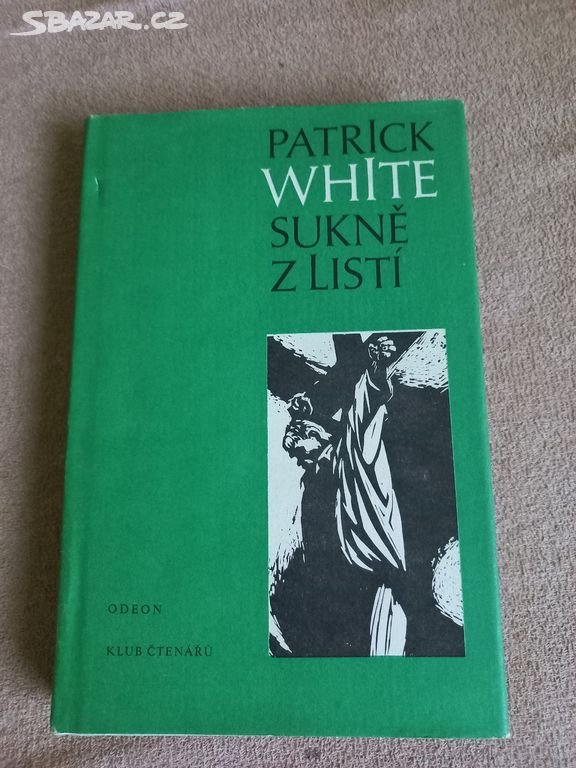 SBAZAR.CZ
PATRICK
WHITE
SUKNĚ
Z LISTÍ
ODEON
KLUB ČTENÁŘŮ